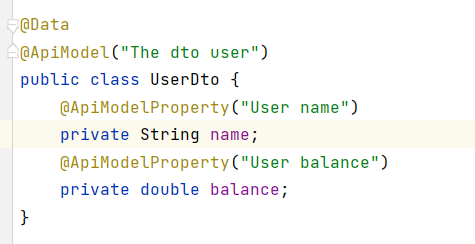 @Data
@ApiModel("The dto user")
public class UserDto {
    @ApiModelProperty("User name")
    private String name;
    @ApiModelProperty("User balance")
    private double balance;
}